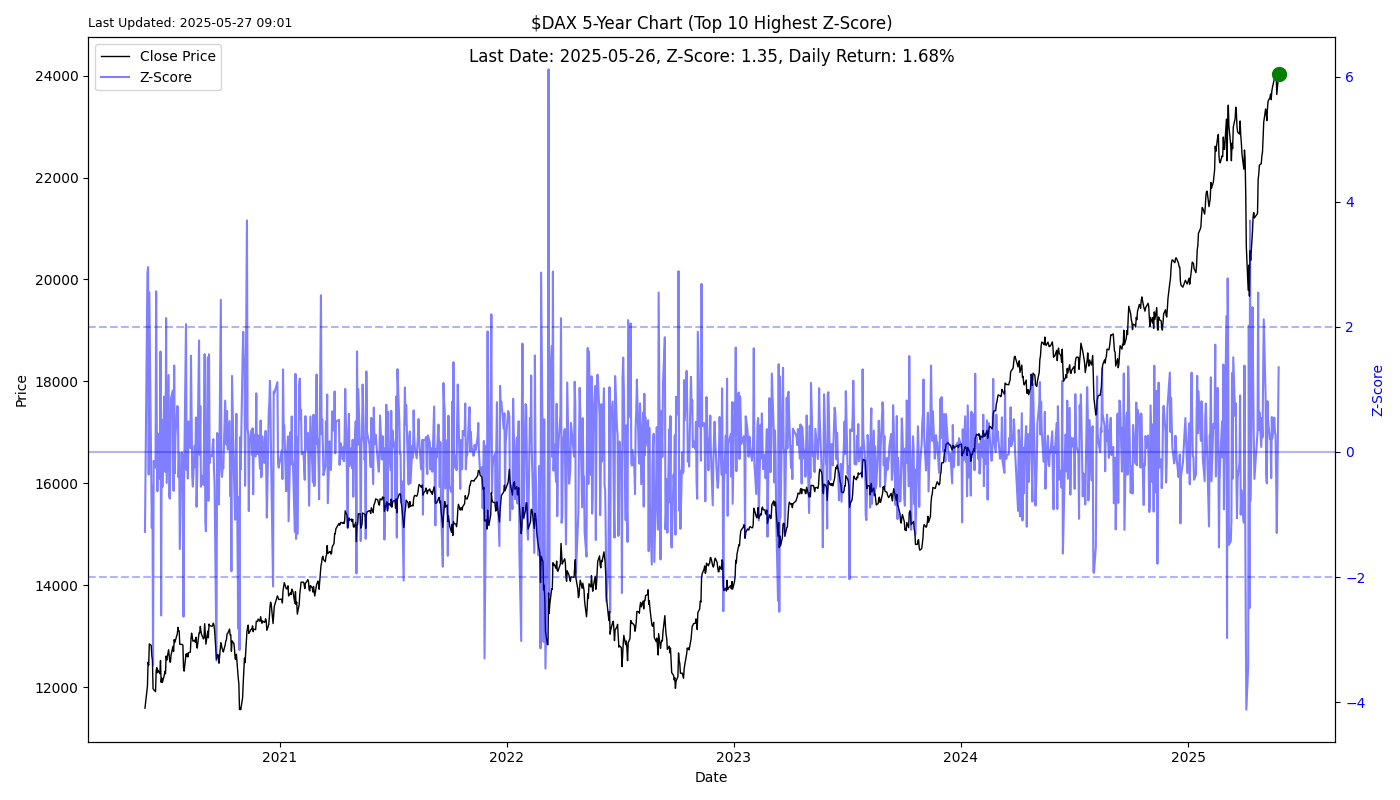 Last Updated: 2025-05-27 09:01
$DAX 5-Year Chart (Top 10 Highest Z-Score)
Last Date: 2025-05-26, Z-Score: 1.35, Daily Return: 1.68%
Close Price
Z-Score
24000
22000
20000
18000
16000
14000
12000
Price
6
4
2
0
−2
−4
Z-Score
2021
2022
2023
2024
2025
Date